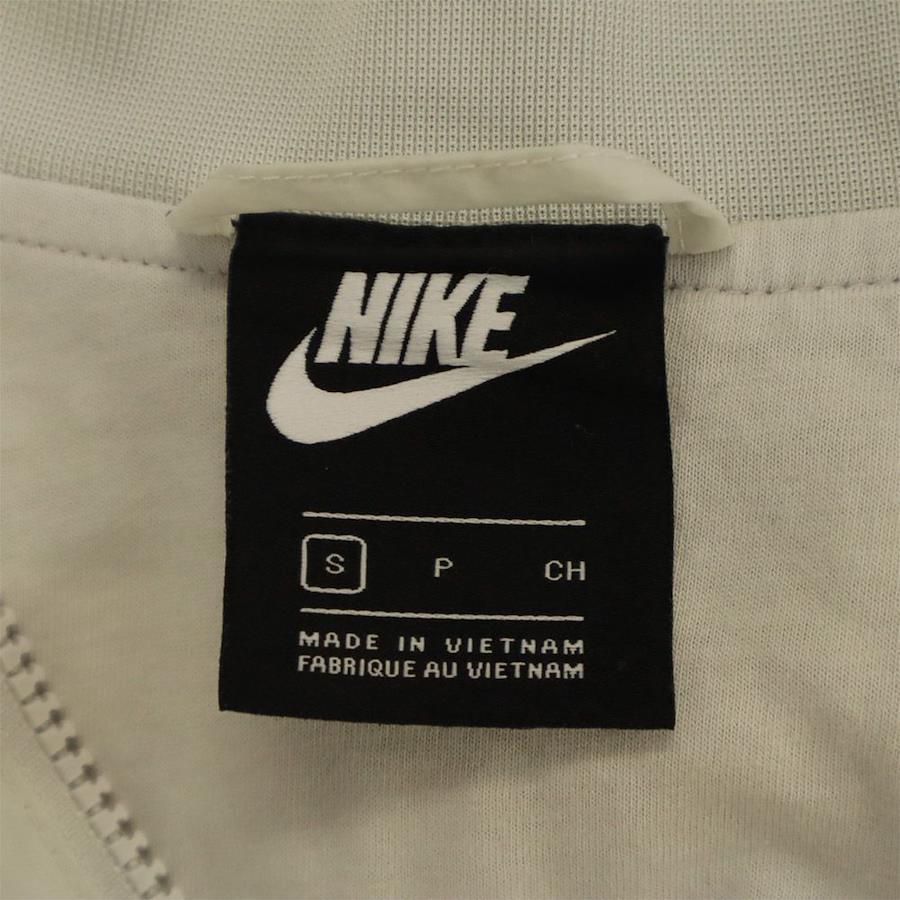 NIKE
S P CH
MADE IN VIETNAM
FABRIQUE AU VIETNAM